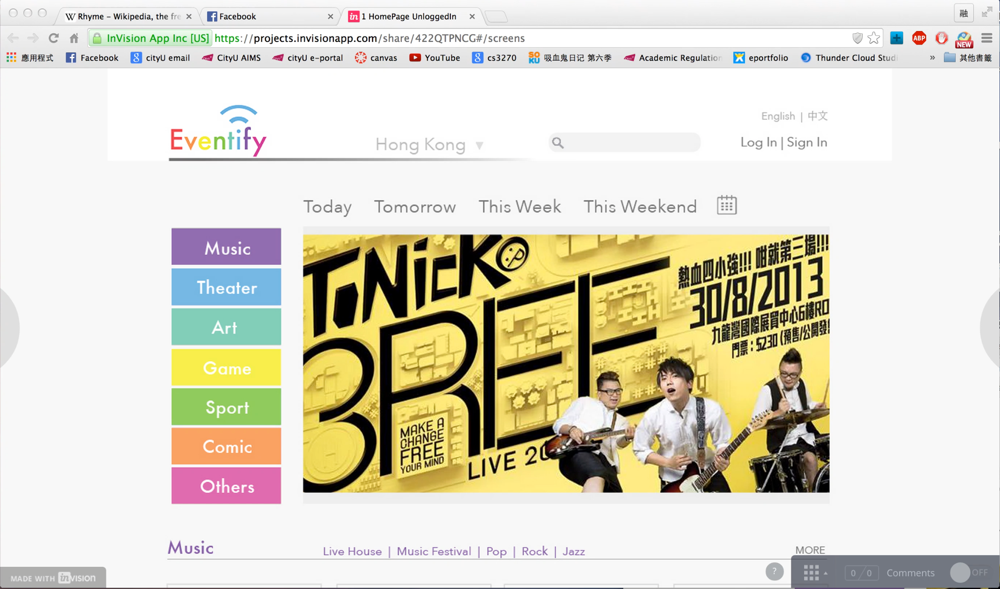 Rhyme – Wikipedia, the fre
Facebook
in 1 HomePage UnloggedIn
融
InVision App Inc [US] https://projects.invisionapp.com/share/422QTPNCG#/screens
ABP
NEW
應用程式
Facebook
cityU email
CityU AIMS
cityU e-portal
canvas
YouTube
cs3270
SOKU
吸血鬼日记 第六季
Academic Regulation
eportfolio
Thunder Cloud Studi
»
其他書籤
Eventify
Hong Kong
English | 中文
Log In | Sign In
Today
Tomorrow
This Week
This Weekend
Music
Theater
Art
Game
Sport
Comic
Others
TONICK
:P
3REE
熱血四小強!!! 咁就第三場!!!
30/8/2013
九龍灣國際展貿中心6樓RO
門票：$230 (預售/公開發
MAKE A
CHANGE
FREE
YOUR MIND
LIVE 20
Music
Live House | Music Festival | Pop | Rock | Jazz
MORE
MADE WITH invision
?
0 / 0
Comments
OFF